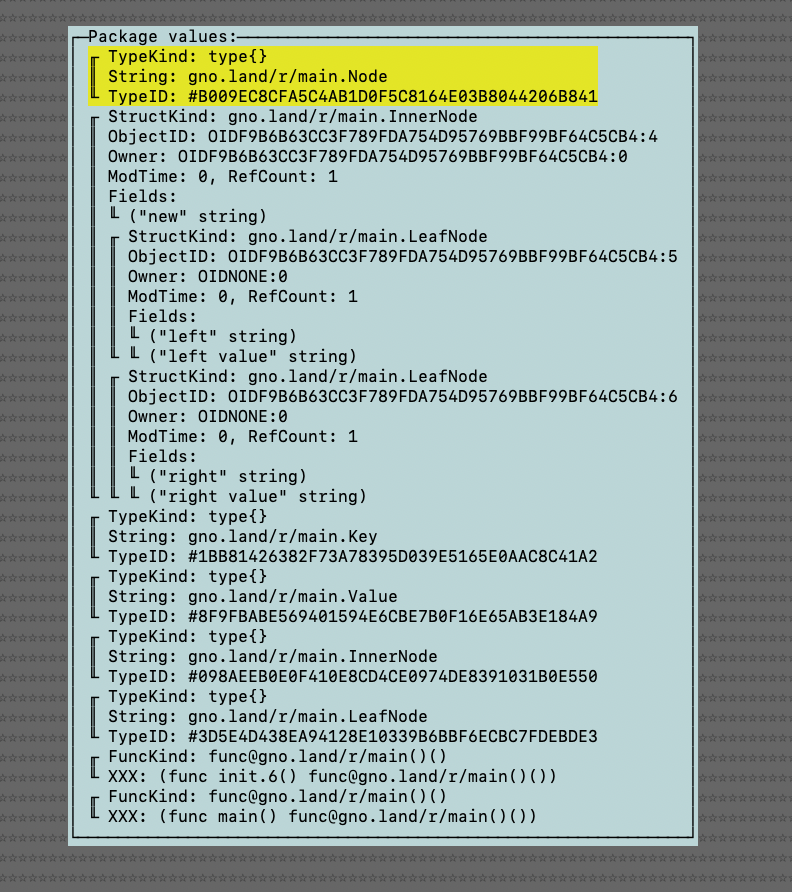 Package values:
TypeKind: type{}
String: gno.land/r/main.Node
TypeID: #B009EC8CFA5C4AB1D0F5C8164E03B8044206B841
StructKind: gno.land/r/main.InnerNode
ObjectID: OIDF9B6B63CC3F789FDA754D95769BBF99BF64C5CB4:4
Owner: OIDF9B6B63CC3F789FDA754D95769BBF99BF64C5CB4:0
ModTime: 0, RefCount: 1
Fields:
("new" string)
StructKind: gno.land/r/main.LeafNode
ObjectID: OIDF9B6B63CC3F789FDA754D95769BBF99BF64C5CB4:5
Owner: OIDNONE:0
ModTime: 0, RefCount: 1
Fields:
("left" string)
("left value" string)
StructKind: gno.land/r/main.LeafNode
ObjectID: OIDF9B6B63CC3F789FDA754D95769BBF99BF64C5CB4:6
Owner: OIDNONE:0
ModTime: 0, RefCount: 1
Fields:
("right" string)
("right value" string)
TypeKind: type{}
String: gno.land/r/main.Key
TypeID: #1BB81426382F73A78395D039E5165E0AAC8C41A2
TypeKind: type{}
String: gno.land/r/main.Value
TypeID: #8F9FBABE569401594E6CBE7B0F16E65AB3E184A9
TypeKind: type{}
String: gno.land/r/main.InnerNode
TypeID: #098AEEB0E0F410E8CD4CE0974DE8391031B0E550
TypeKind: type{}
String: gno.land/r/main.LeafNode
TypeID: #3D5E4D438EA94128E10339B6BBF6ECBC7FDEBDE3
FuncKind: func@gno.land/r/main()()
XXX: (func init.6() func@gno.land/r/main()())
FuncKind: func@gno.land/r/main()()
XXX: (func main() func@gno.land/r/main()())